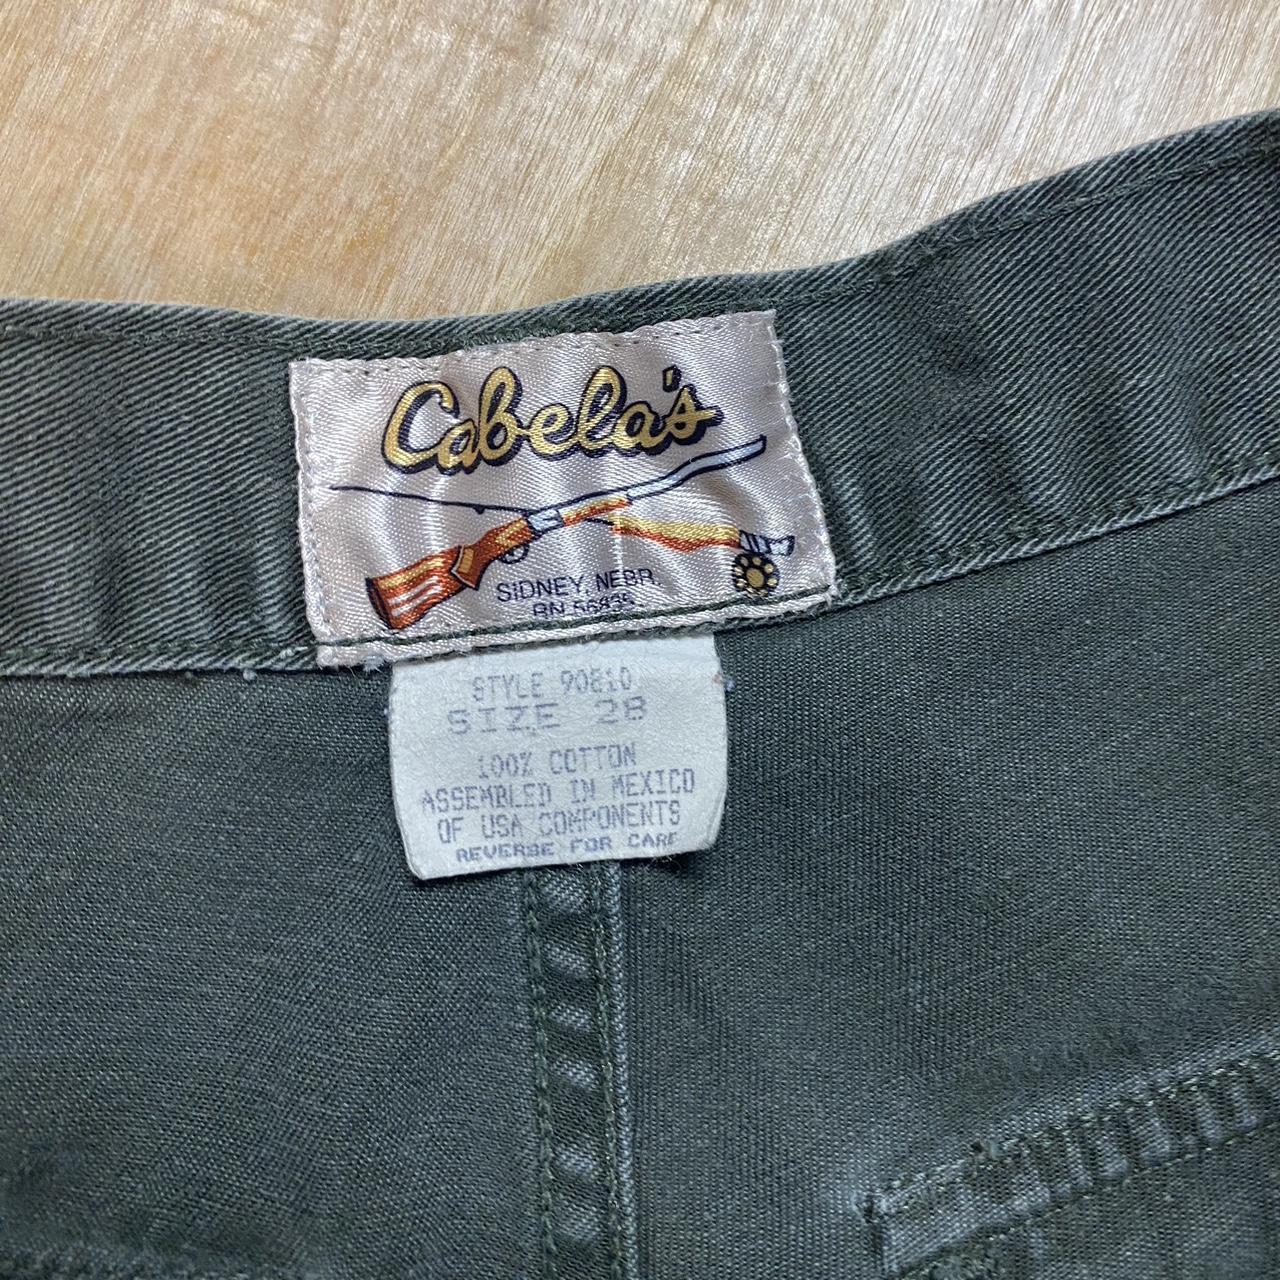 Cabela's
SIDNEY, NEBR.
RN 56835
STYLE 90810
SIZE 28
100% COTTON
ASSEMBLED IN MEXICO
OF USA COMPONENTS
REVERSE FOR CARE